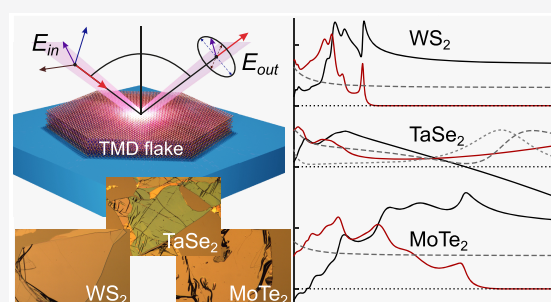 E_in
E_out
TMD flake
TaSe₂
WS₂
MoTe₂
WS₂
TaSe₂
MoTe₂